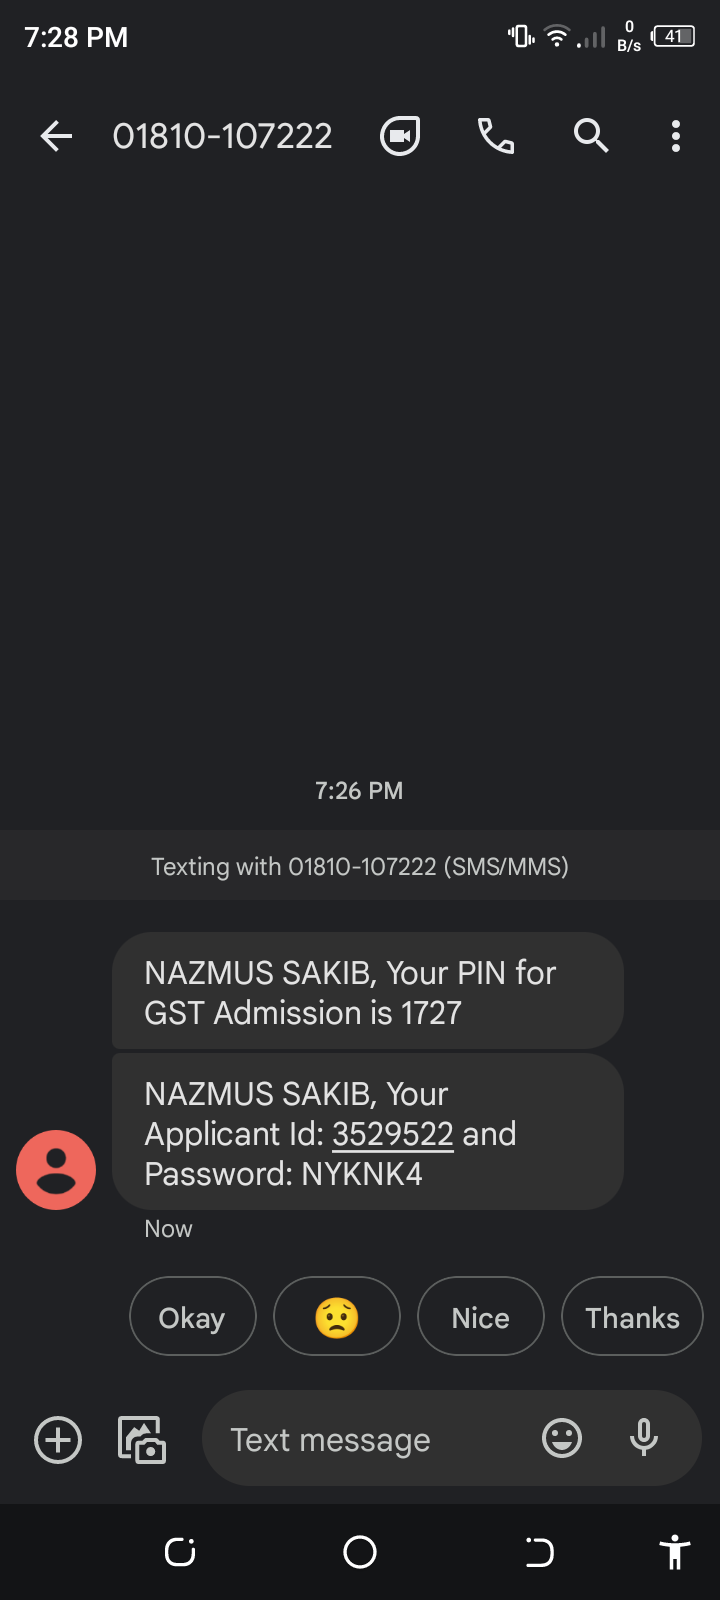 7:28 PM
0
B/s
41
01810-107222
7:26 PM
Texting with 01810-107222 (SMS/MMS)
NAZMUS SAKIB, Your PIN for
GST Admission is 1727
NAZMUS SAKIB, Your
Applicant Id: 3529522 and
Password: NYKNK4
Now
Okay
😟
Nice
Thanks
Text message